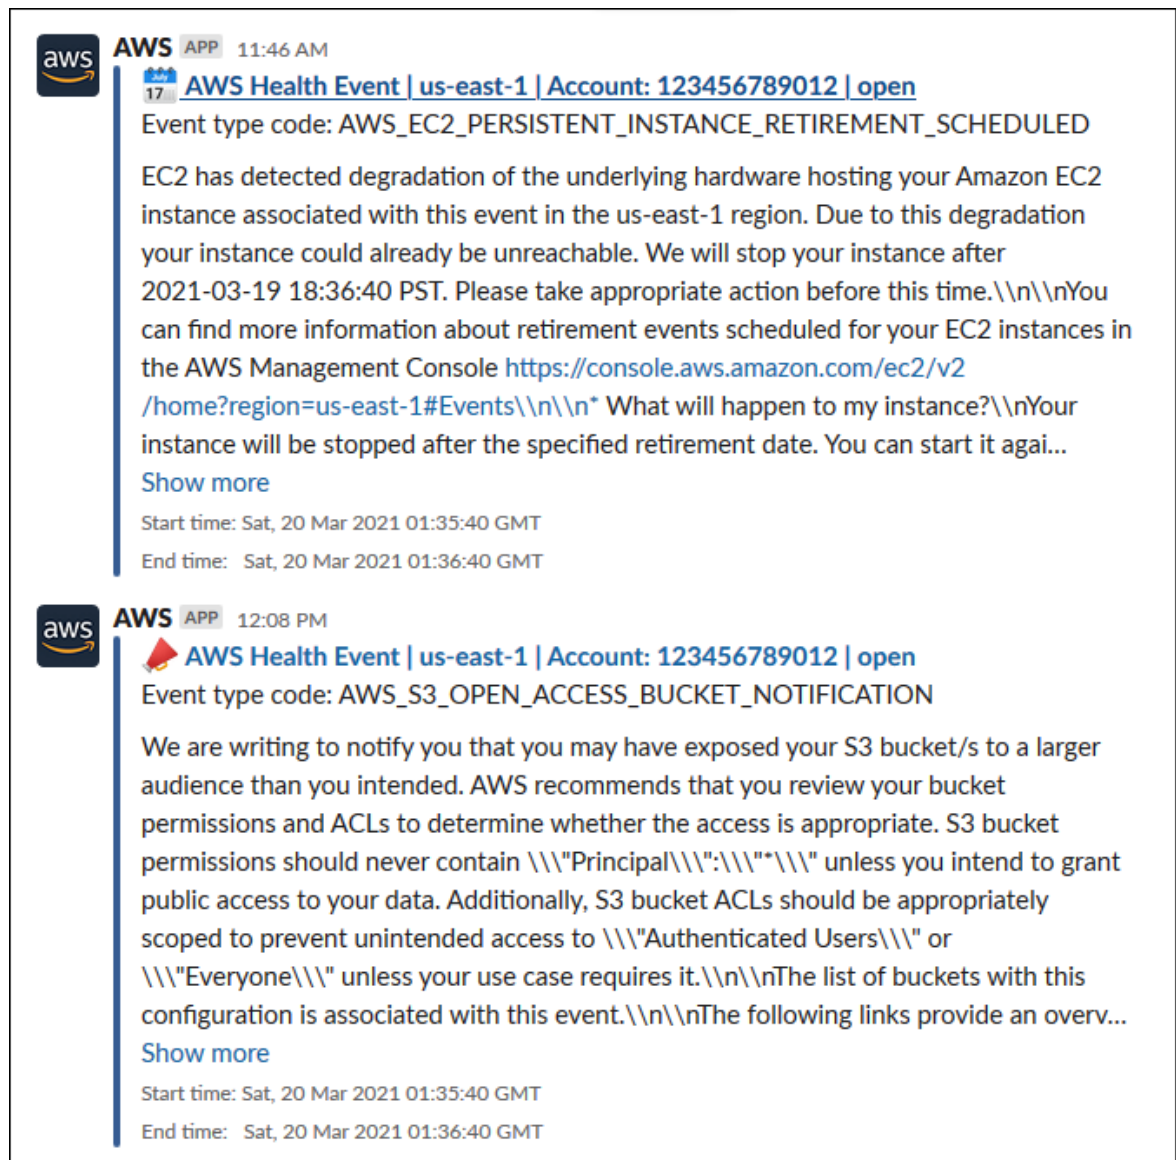 aws AWS APP 11:46 AM
July 17 AWS Health Event | us-east-1 | Account: 123456789012 | open
Event type code: AWS_EC2_PERSISTENT_INSTANCE_RETIREMENT_SCHEDULED
EC2 has detected degradation of the underlying hardware hosting your Amazon EC2
instance associated with this event in the us-east-1 region. Due to this degradation
your instance could already be unreachable. We will stop your instance after
2021-03-19 18:36:40 PST. Please take appropriate action before this time.\\n\\nYou
can find more information about retirement events scheduled for your EC2 instances in
the AWS Management Console https://console.aws.amazon.com/ec2/v2
/home?region=us-east-1#Events\\n\\n* What will happen to my instance?\\nYour
instance will be stopped after the specified retirement date. You can start it agai...
Show more
Start time: Sat, 20 Mar 2021 01:35:40 GMT
End time: Sat, 20 Mar 2021 01:36:40 GMT
aws AWS APP 12:08 PM
AWS Health Event | us-east-1 | Account: 123456789012 | open
Event type code: AWS_S3_OPEN_ACCESS_BUCKET_NOTIFICATION
We are writing to notify you that you may have exposed your S3 bucket/s to a larger
audience than you intended. AWS recommends that you review your bucket
permissions and ACLs to determine whether the access is appropriate. S3 bucket
permissions should never contain \\\"Principal\\\":\\\"*\\\" unless you intend to grant
public access to your data. Additionally, S3 bucket ACLs should be appropriately
scoped to prevent unintended access to \\\"Authenticated Users\\\" or
\\\"Everyone\\\" unless your use case requires it.\\n\\nThe list of buckets with this
configuration is associated with this event.\\n\\nThe following links provide an overv...
Show more
Start time: Sat, 20 Mar 2021 01:35:40 GMT
End time: Sat, 20 Mar 2021 01:36:40 GMT